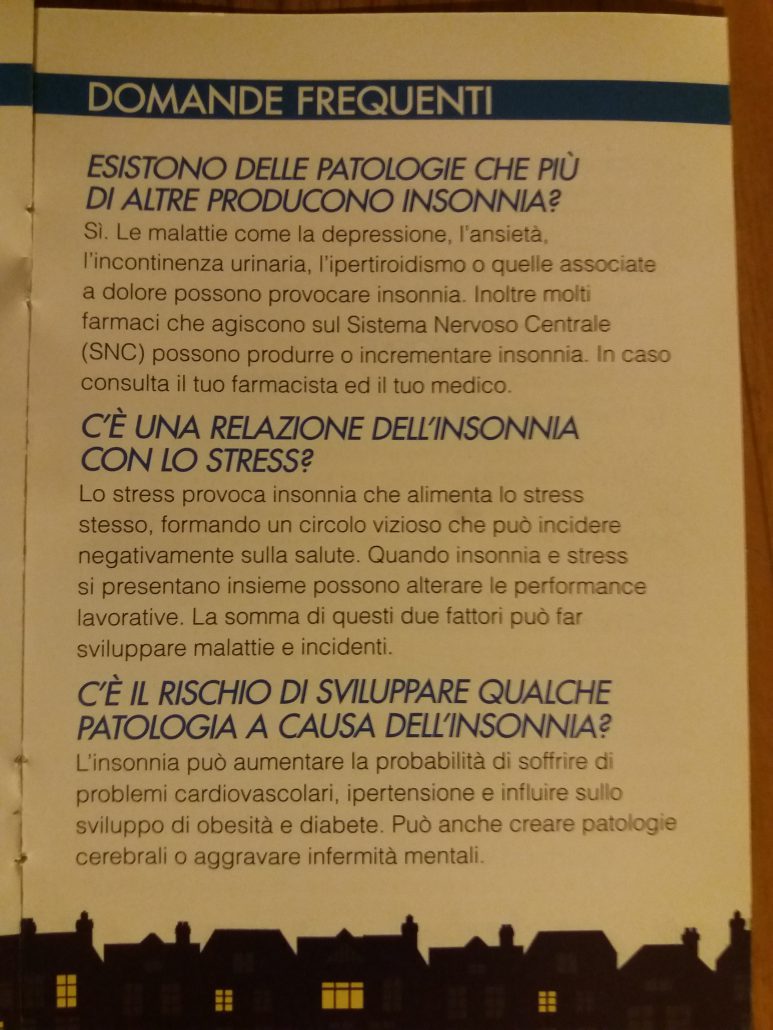 DOMANDE FREQUENTI
ESISTONO DELLE PATOLOGIE CHE PIÙ
DI ALTRE PRODUCONO INSONNIA?
Sì. Le malattie come la depressione, l'ansietà,
l'incontinenza urinaria, l'ipertiroidismo o quelle associate
a dolore possono provocare insonnia. Inoltre molti
farmaci che agiscono sul Sistema Nervoso Centrale
(SNC) possono produrre o incrementare insonnia. In caso
consulta il tuo farmacista ed il tuo medico.
C'È UNA RELAZIONE DELL'INSONNIA
CON LO STRESS?
Lo stress provoca insonnia che alimenta lo stress
stesso, formando un circolo vizioso che può incidere
negativamente sulla salute. Quando insonnia e stress
si presentano insieme possono alterare le performance
lavorative. La somma di questi due fattori può far
sviluppare malattie e incidenti.
C'È IL RISCHIO DI SVILUPPARE QUALCHE
PATOLOGIA A CAUSA DELL'INSONNIA?
L'insonnia può aumentare la probabilità di soffrire di
problemi cardiovascolari, ipertensione e influire sullo
sviluppo di obesità e diabete. Può anche creare patologie
cerebrali o aggravare infermità mentali.